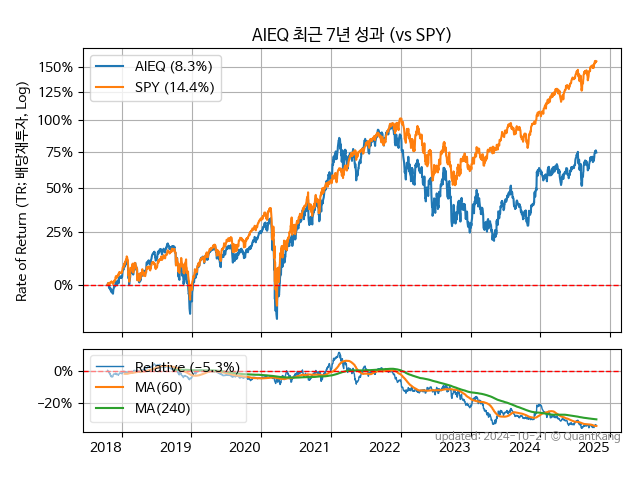 AIEQ 최근 7년 성과 (vs SPY)
AIEQ (8.3%)
SPY (14.4%)
150%
125%
100%
75%
50%
25%
0%
Rate of Return (TR: 배당재투자, Log)
Relative (−5.3%)
MA(60)
MA(240)
0%
−20%
updated: 2024-10-21 © QuantKang
2018
2019
2020
2021
2022
2023
2024
2025